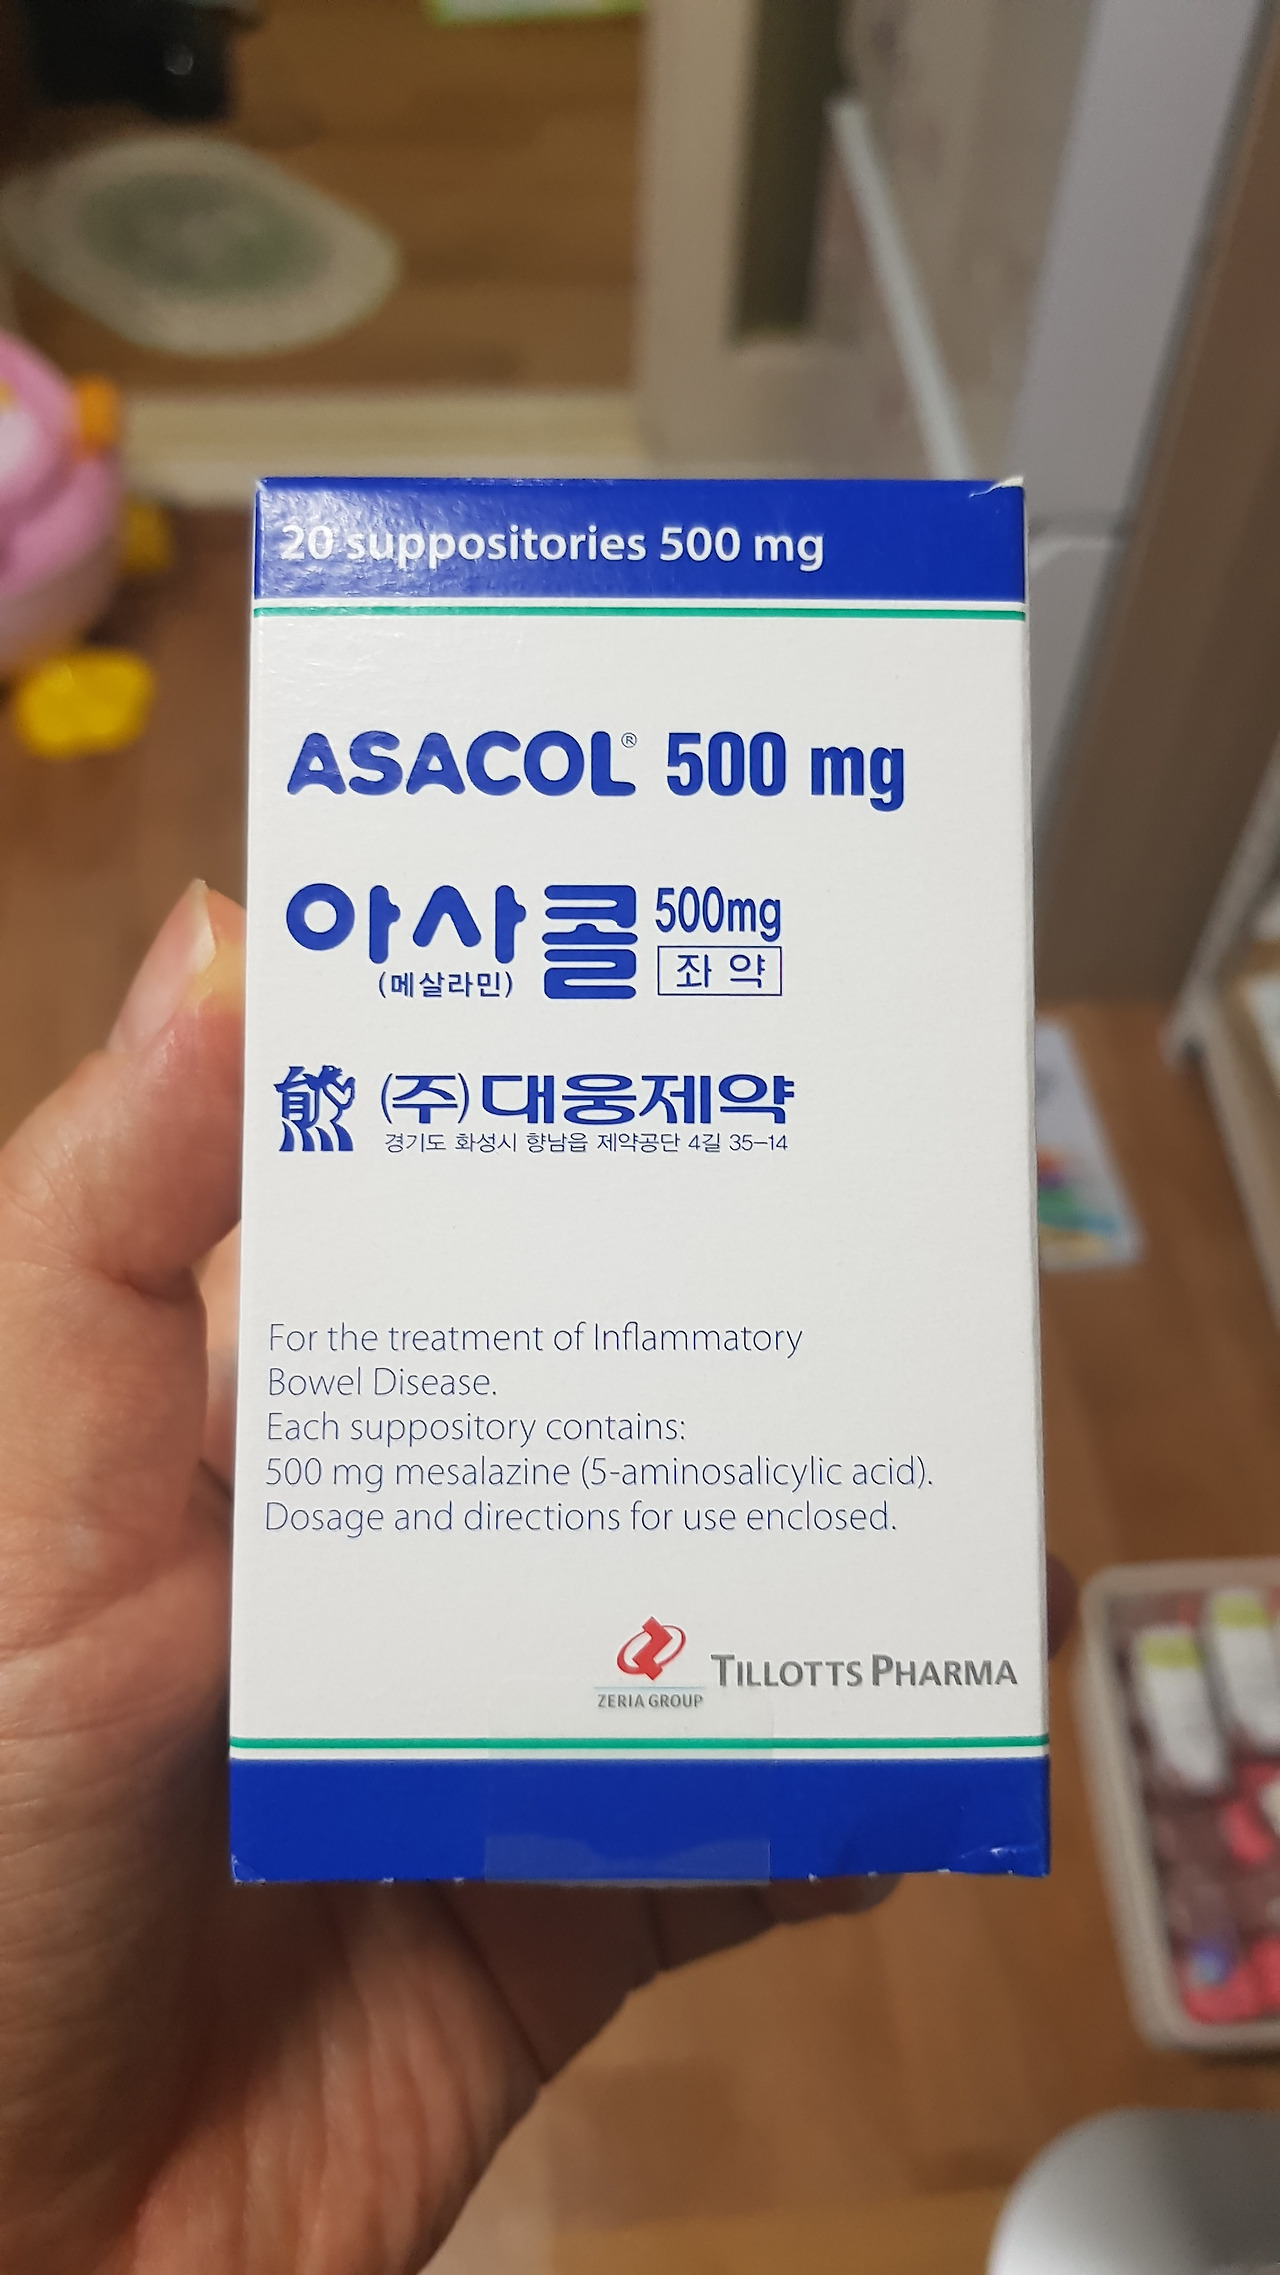 20 suppositories 500 mg
ASACOL® 500 mg
아사콜 500mg
(메살라민) 좌약
(주)대웅제약
경기도 화성시 향남읍 제약공단 4길 35-14
For the treatment of Inflammatory
Bowel Disease.
Each suppository contains:
500 mg mesalazine (5-aminosalicylic acid).
Dosage and directions for use enclosed.
ZERIA GROUP TILLOTTS PHARMA